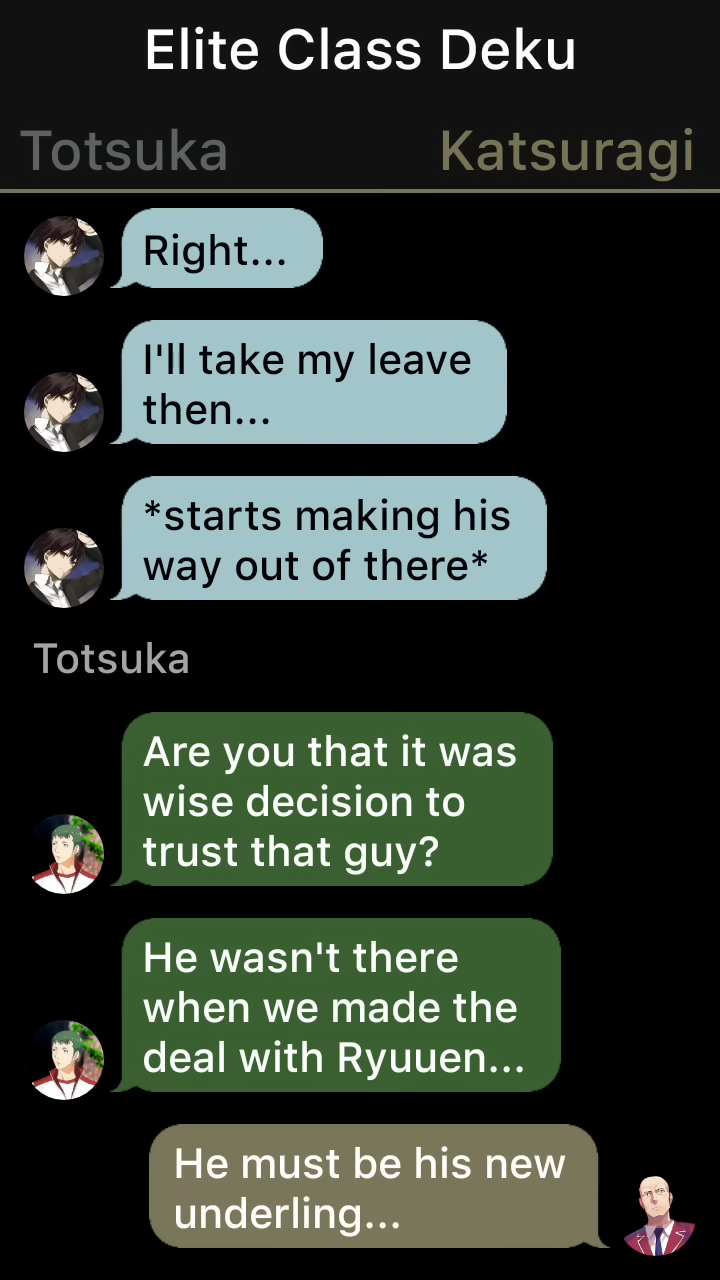 Elite Class Deku
Totsuka Katsuragi
Right...
I'll take my leave
then...
*starts making his
way out of there*
Totsuka
Are you that it was
wise decision to
trust that guy?
He wasn't there
when we made the
deal with Ryuuen...
He must be his new
underling...